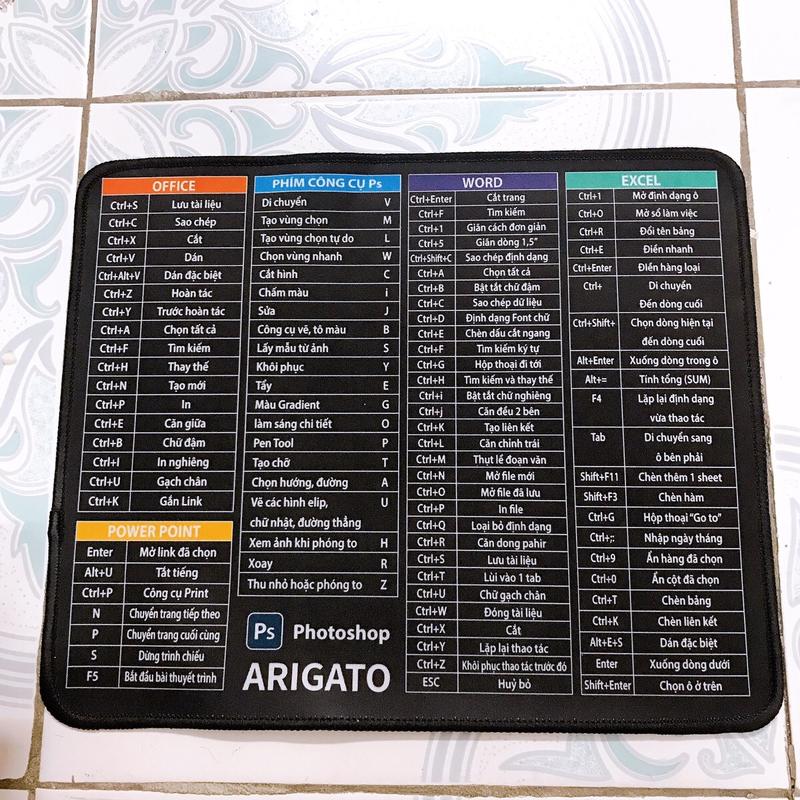 OFFICE
Ctrl+S Lưu tài liệu
Ctrl+C Sao chép
Ctrl+X Cắt
Ctrl+V Dán
Ctrl+Alt+V Dán đặc biệt
Ctrl+Z Hoàn tác
Ctrl+Y Trước hoàn tác
Ctrl+A Chọn tất cả
Ctrl+F Tìm kiếm
Ctrl+H Thay thế
Ctrl+N Tạo mới
Ctrl+P In
Ctrl+E Căn giữa
Ctrl+B Chữ đậm
Ctrl+I In nghiêng
Ctrl+U Gạch chân
Ctrl+K Gắn Link
POWER POINT
Enter Mở link đã chọn
Alt+U Tắt tiếng
Ctrl+P Công cụ Print
N Chuyển trang tiếp theo
P Chuyển trang cuối cùng
S Dừng trình chiếu
F5 Bắt đầu bài thuyết trình
PHÍM CÔNG CỤ Ps
Di chuyển V
Tạo vùng chọn M
Tạo vùng chọn tự do L
Chọn vùng nhanh W
Cắt hình C
Chấm màu i
Sửa J
Công cụ vẽ, tô màu B
Lấy mẫu từ ảnh S
Khôi phục Y
Tẩy E
Màu Gradient G
làm sáng chi tiết O
Pen Tool P
Tạo chữ T
Chọn hướng, đường A
Vẽ các hình elip, U
chữ nhật, đường thẳng
Xem ảnh khi phóng to H
Xoay R
Thu nhỏ hoặc phóng to Z
Ps Photoshop
ARIGATO
WORD
Ctrl+Enter Cắt trang
Ctrl+F Tìm kiếm
Ctrl+1 Giãn cách đơn giản
Ctrl+5 Giãn dòng 1,5"
Ctrl+Shift+C Sao chép định dạng
Ctrl+A Chọn tất cả
Ctrl+B Bật tắt chữ đậm
Ctrl+C Sao chép dữ liệu
Ctrl+D Định dạng Font chữ
Ctrl+E Chèn dấu cắt ngang
Ctrl+F Tìm kiếm ký tự
Ctrl+G Hộp thoại đi tới
Ctrl+H Tìm kiếm và thay thế
Ctrl+i Bật tắt chữ nghiêng
Ctrl+j Căn đều 2 bên
Ctrl+K Tạo liên kết
Ctrl+L Căn chỉnh trái
Ctrl+M Thụt lề đoạn văn
Ctrl+N Mở file mới
Ctrl+O Mở file đã lưu
Ctrl+P In file
Ctrl+Q Loại bỏ định dạng
Ctrl+R Căn dong pahir
Ctrl+S Lưu tài liệu
Ctrl+T Lùi vào 1 tab
Ctrl+U Chữ gạch chân
Ctrl+W Đóng tài liệu
Ctrl+X Cắt
Ctrl+Y Lặp lại thao tác
Ctrl+Z Khôi phục thao tác trước đó
ESC Huỷ bỏ
EXCEL
Ctrl+1 Mở định dạng ô
Ctrl+O Mở sổ làm việc
Ctrl+R Đổi tên bảng
Ctrl+E Điền nhanh
Ctrl+Enter Điền hàng loại
Ctrl+ Di chuyển
Đến dòng cuối
Ctrl+Shift+ Chọn dòng hiện tại
đến dòng cuối
Alt+Enter Xuống dòng trong ô
Alt+= Tính tổng (SUM)
F4 Lặp lại định dạng
vừa thao tác
Tab Di chuyển sang
ô bên phải
Shift+F11 Chèn thêm 1 sheet
Shift+F3 Chèn hàm
Ctrl+G Hộp thoại "Go to"
Ctrl+;: Nhập ngày tháng
Ctrl+9 Ẩn hàng đã chọn
Ctrl+0 Ẩn cột đã chọn
Ctrl+T Chèn bảng
Ctrl+K Chèn liên kết
Alt+E+S Dán đặc biệt
Enter Xuống dòng dưới
Shift+Enter Chọn ô ở trên